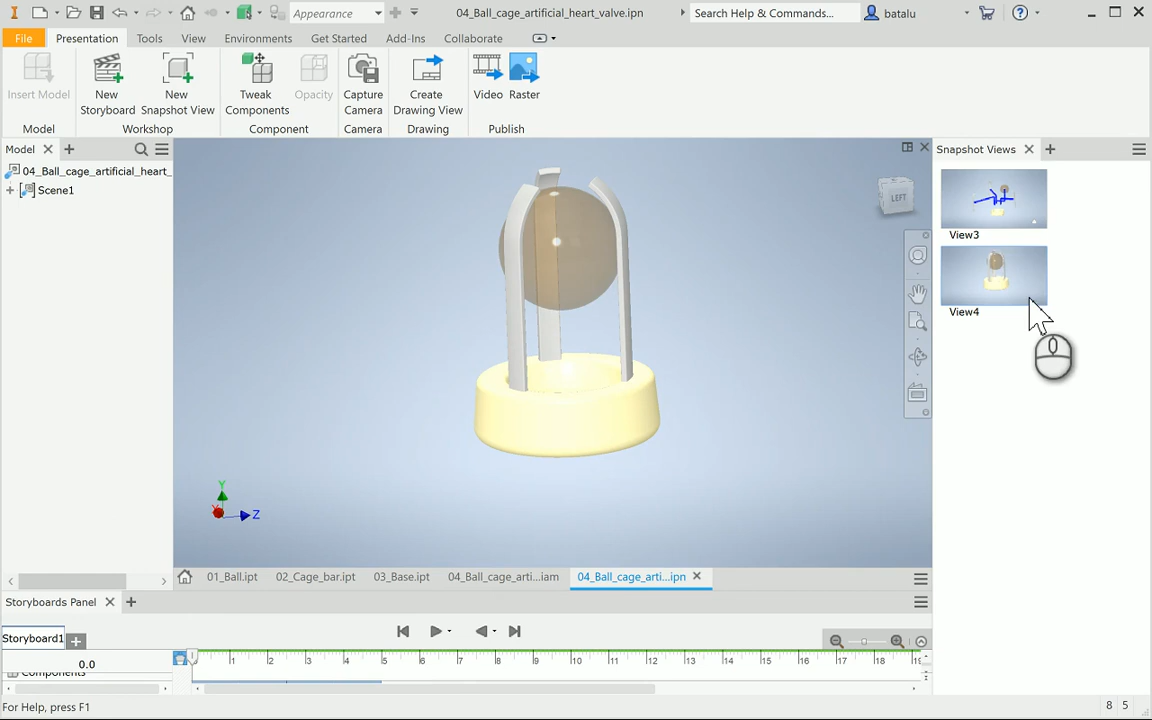 Appearance
04_Ball_cage_artificial_heart_valve.ipn
Search Help & Commands...
batalu
File
Presentation
Tools
View
Environments
Get Started
Add-Ins
Collaborate
Insert Model
New
Storyboard
New
Snapshot View
Tweak
Components
Opacity
Capture
Camera
Create
Drawing View
Video
Raster
Model
Workshop
Component
Camera
Drawing
Publish
Model
04_Ball_cage_artificial_heart_
Scene1
LEFT
Y
Z
Snapshot Views
View3
View4
01_Ball.ipt
02_Cage_bar.ipt
03_Base.ipt
04_Ball_cage_arti...iam
04_Ball_cage_arti...ipn
Storyboards Panel
Storyboard1
0.0
1 2 3 4 5 6 7 8 9 10 11 12 13 14 15 16 17 18
Components
For Help, press F1
8 5